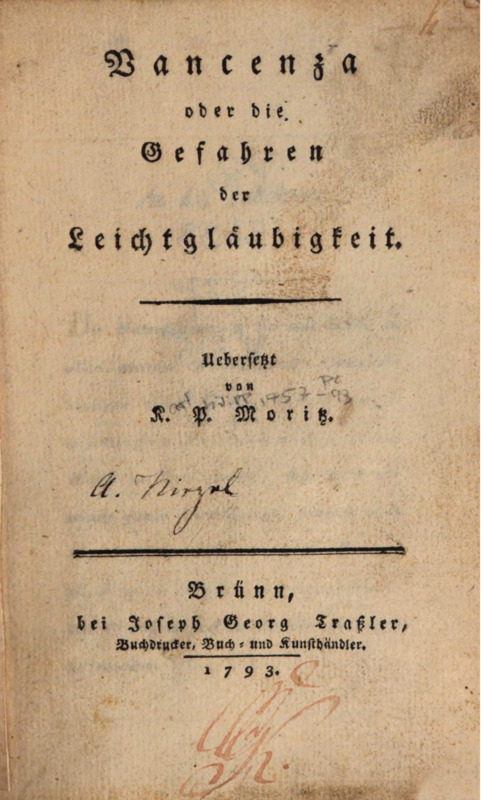 Vancenza
oder die
Gefahren
der
Leichtgläubigkeit.
Uebersetzt
von
K. P. Moritz.
Brünn,
bei Joseph Georg Traßler,
Buchdrucker, Buch- und Kunsthändler.
1793.